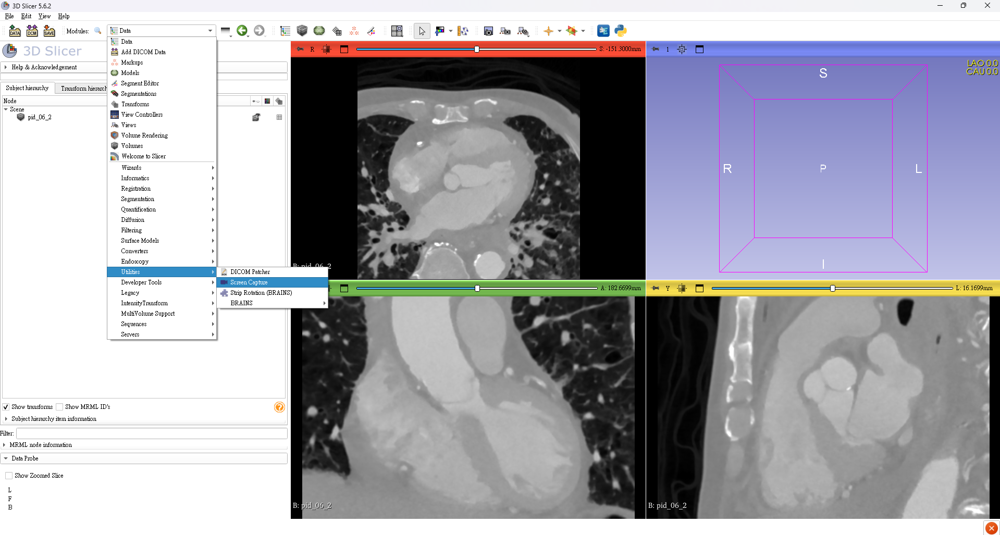 3D Slicer 5.6.2
File Edit View Help
DATA DCM SAVE Modules: Data
3D Slicer
Help & Acknowledgement
Subject hierarchy Transform hierarch
Node
Scene
pid_06_2
Data
Add DICOM Data
Markups
Models
Segment Editor
Segmentations
Transforms
View Controllers
Views
Volume Rendering
Volumes
Welcome to Slicer
Wizards
Informatics
Registration
Segmentation
Quantification
Diffusion
Filtering
Surface Models
Converters
Endoscopy
Utilities
Developer Tools
Legacy
IntensityTransform
MultiVolume Support
Sequences
Servers
DICOM Patcher
Screen Capture
Strip Rotation (BRAINS)
BRAINS
Show transforms Show MRML ID's
Subject hierarchy item information
Filter:
MRML node information
Data Probe
Show Zoomed Slice
L
F
B
R S: -151.3000mm
B: pid_06_2
1
LAO 0.0
CAU 0.0
S
R P L
I
A: 182.6699mm
B: pid_06_2
Y L: 16.1699mm
B: pid_06_2